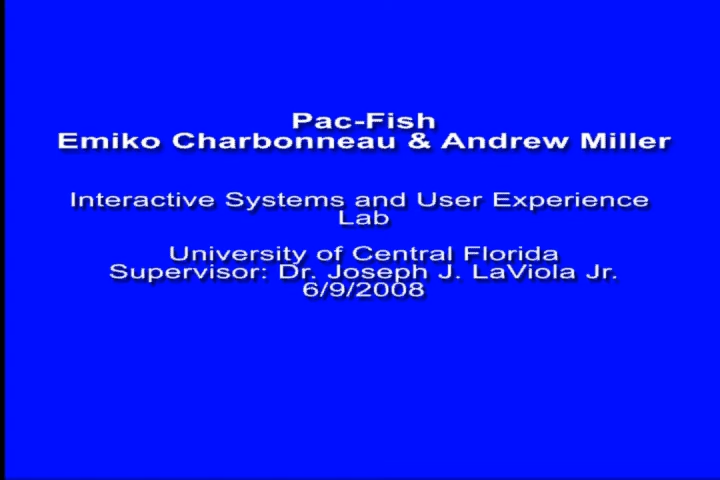 Pac-Fish
Emiko Charbonneau & Andrew Miller
Interactive Systems and User Experience
Lab
University of Central Florida
Supervisor: Dr. Joseph J. LaViola Jr.
6/9/2008